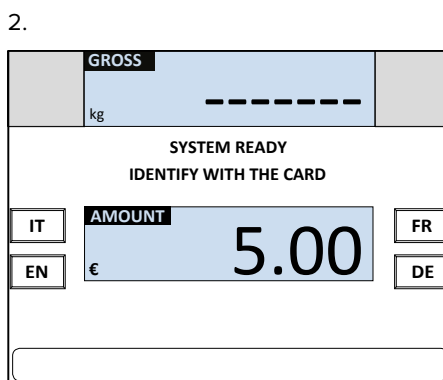 2.
GROSS
kg -------
SYSTEM READY
IDENTIFY WITH THE CARD
IT
AMOUNT
FR
€ 5.00
EN
DE